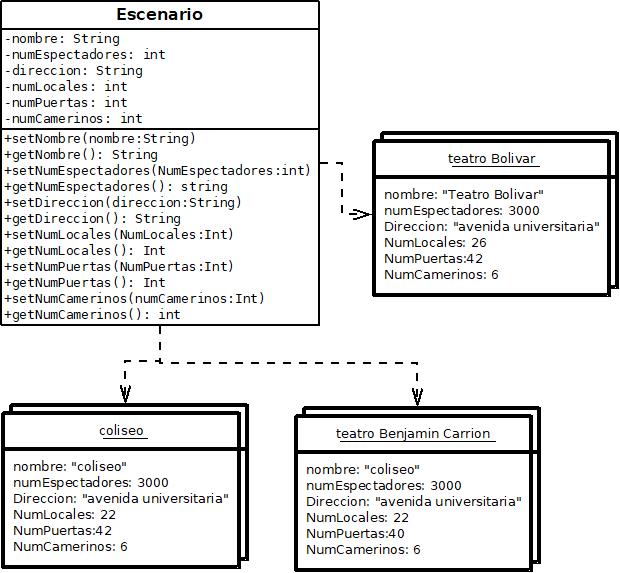 Escenario
-nombre: String
-numEspectadores: int
-direccion: String
-numLocales: int
-numPuertas: int
-numCamerinos: int
+setNombre(nombre:String)
+getNombre(): String
+setNumEspectadores(NumEspectadores:int)
+getNumEspectadores(): string
+setDireccion(direccion:String)
+getDireccion(): String
+setNumLocales(NumLocales:Int)
+getNumLocales(): Int
+setNumPuertas(NumPuertas:Int)
+getNumPuertas(): Int
+setNumCamerinos(numCamerinos:Int)
+getNumCamerinos(): int
teatro Bolivar
nombre: "Teatro Bolivar"
numEspectadores: 3000
Direccion: "avenida universitaria"
NumLocales: 26
NumPuertas:42
NumCamerinos: 6
coliseo
nombre: "coliseo"
numEspectadores: 3000
Direccion: "avenida universitaria"
NumLocales: 22
NumPuertas:42
NumCamerinos: 6
teatro Benjamin Carrion
nombre: "coliseo"
numEspectadores: 3000
Direccion: "avenida universitaria"
NumLocales: 22
NumPuertas:40
NumCamerinos: 6